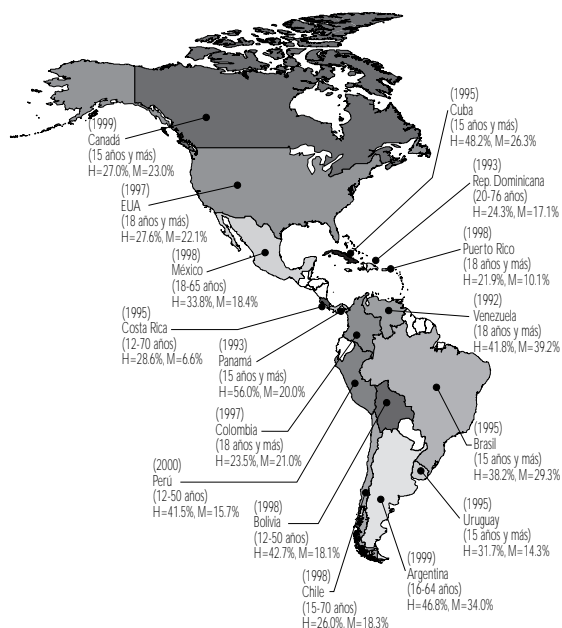 (1999)
Canadá
(15 años y más)
H=27.0%, M=23.0%
(1997)
EUA
(18 años y más)
H=27.6%, M=22.1%
(1998)
México
(18-65 años)
H=33.8%, M=18.4%
(1995)
Costa Rica
(12-70 años)
H=28.6%, M=6.6%
(1993)
Panamá
(15 años y más)
H=56.0%, M=20.0%
(1997)
Colombia
(18 años y más)
H=23.5%, M=21.0%
(2000)
Perú
(12-50 años)
H=41.5%, M=15.7%
(1998)
Bolivia
(12-50 años)
H=42.7%, M=18.1%
(1998)
Chile
(15-70 años)
H=26.0%, M=18.3%
(1995)
Cuba
(15 años y más)
H=48.2%, M=26.3%
(1993)
Rep. Dominicana
(20-76 años)
H=24.3%, M=17.1%
(1998)
Puerto Rico
(18 años y más)
H=21.9%, M=10.1%
(1992)
Venezuela
(18 años y más)
H=41.8%, M=39.2%
(1995)
Brasil
(15 años y más)
H=38.2%, M=29.3%
(1995)
Uruguay
(15 años y más)
H=31.7%, M=14.3%
(1999)
Argentina
(16-64 años)
H=46.8%, M=34.0%